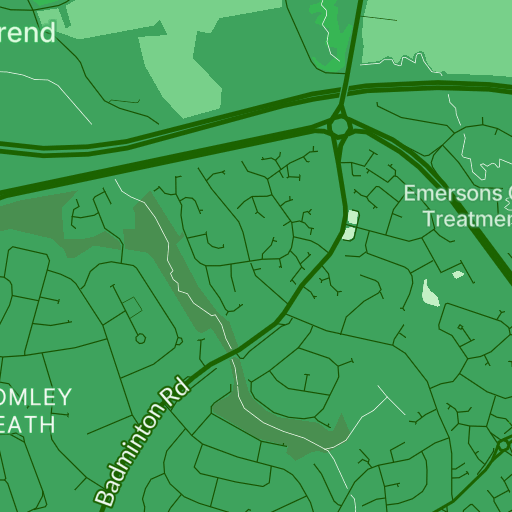 rend
Emersons G
Treatmen
OMLEY
EATH
Badminton Rd